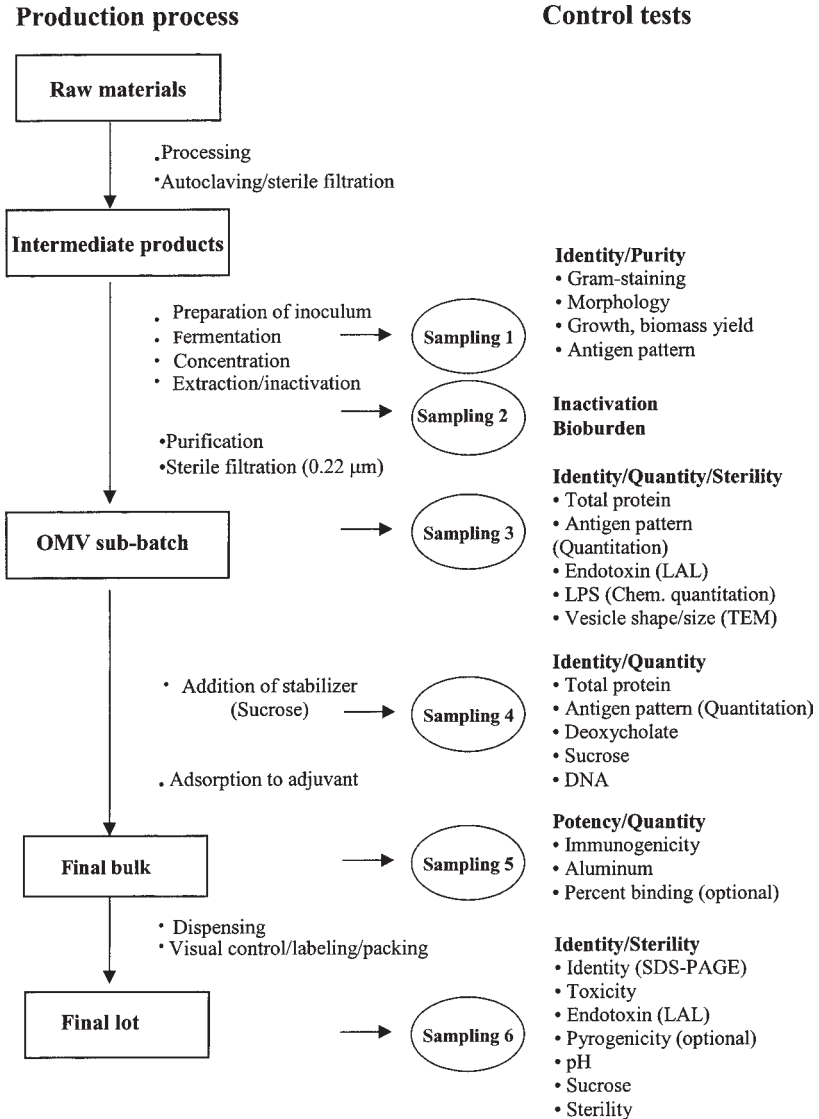 Production process
Control tests
Raw materials
.Processing
•Autoclaving/sterile filtration
Intermediate products
. Preparation of inoculum
• Fermentation
• Concentration
• Extraction/inactivation
Sampling 1
Identity/Purity
• Gram-staining
• Morphology
• Growth, biomass yield
• Antigen pattern
Sampling 2
Inactivation
Bioburden
•Purification
•Sterile filtration (0.22 μm)
OMV sub-batch
Sampling 3
Identity/Quantity/Sterility
• Total protein
• Antigen pattern
(Quantitation)
• Endotoxin (LAL)
• LPS (Chem. quantitation)
• Vesicle shape/size (TEM)
• Addition of stabilizer
(Sucrose)
Sampling 4
Identity/Quantity
• Total protein
• Antigen pattern (Quantitation)
• Deoxycholate
• Sucrose
• DNA
. Adsorption to adjuvant
Final bulk
Sampling 5
Potency/Quantity
• Immunogenicity
• Aluminum
• Percent binding (optional)
• Dispensing
• Visual control/labeling/packing
Final lot
Sampling 6
Identity/Sterility
• Identity (SDS-PAGE)
• Toxicity
• Endotoxin (LAL)
• Pyrogenicity (optional)
• pH
• Sucrose
• Sterility